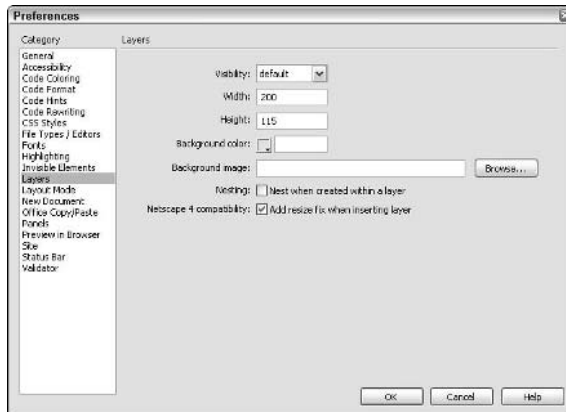 Preferences
Category
Layers
General
Accessibility
Code Coloring
Code Format
Code Hints
Code Rewriting
CSS Styles
File Types / Editors
Fonts
Highlighting
Invisible Elements
Layers
Layout Mode
New Document
Office Copy/Paste
Panels
Preview in Browser
Site
Status Bar
Validator
Visibility: default
Width: 200
Height: 115
Background color:
Background image: Browse...
Nesting: Nest when created within a layer
Netscape 4 compatibility: Add resize fix when inserting layer
OK Cancel Help